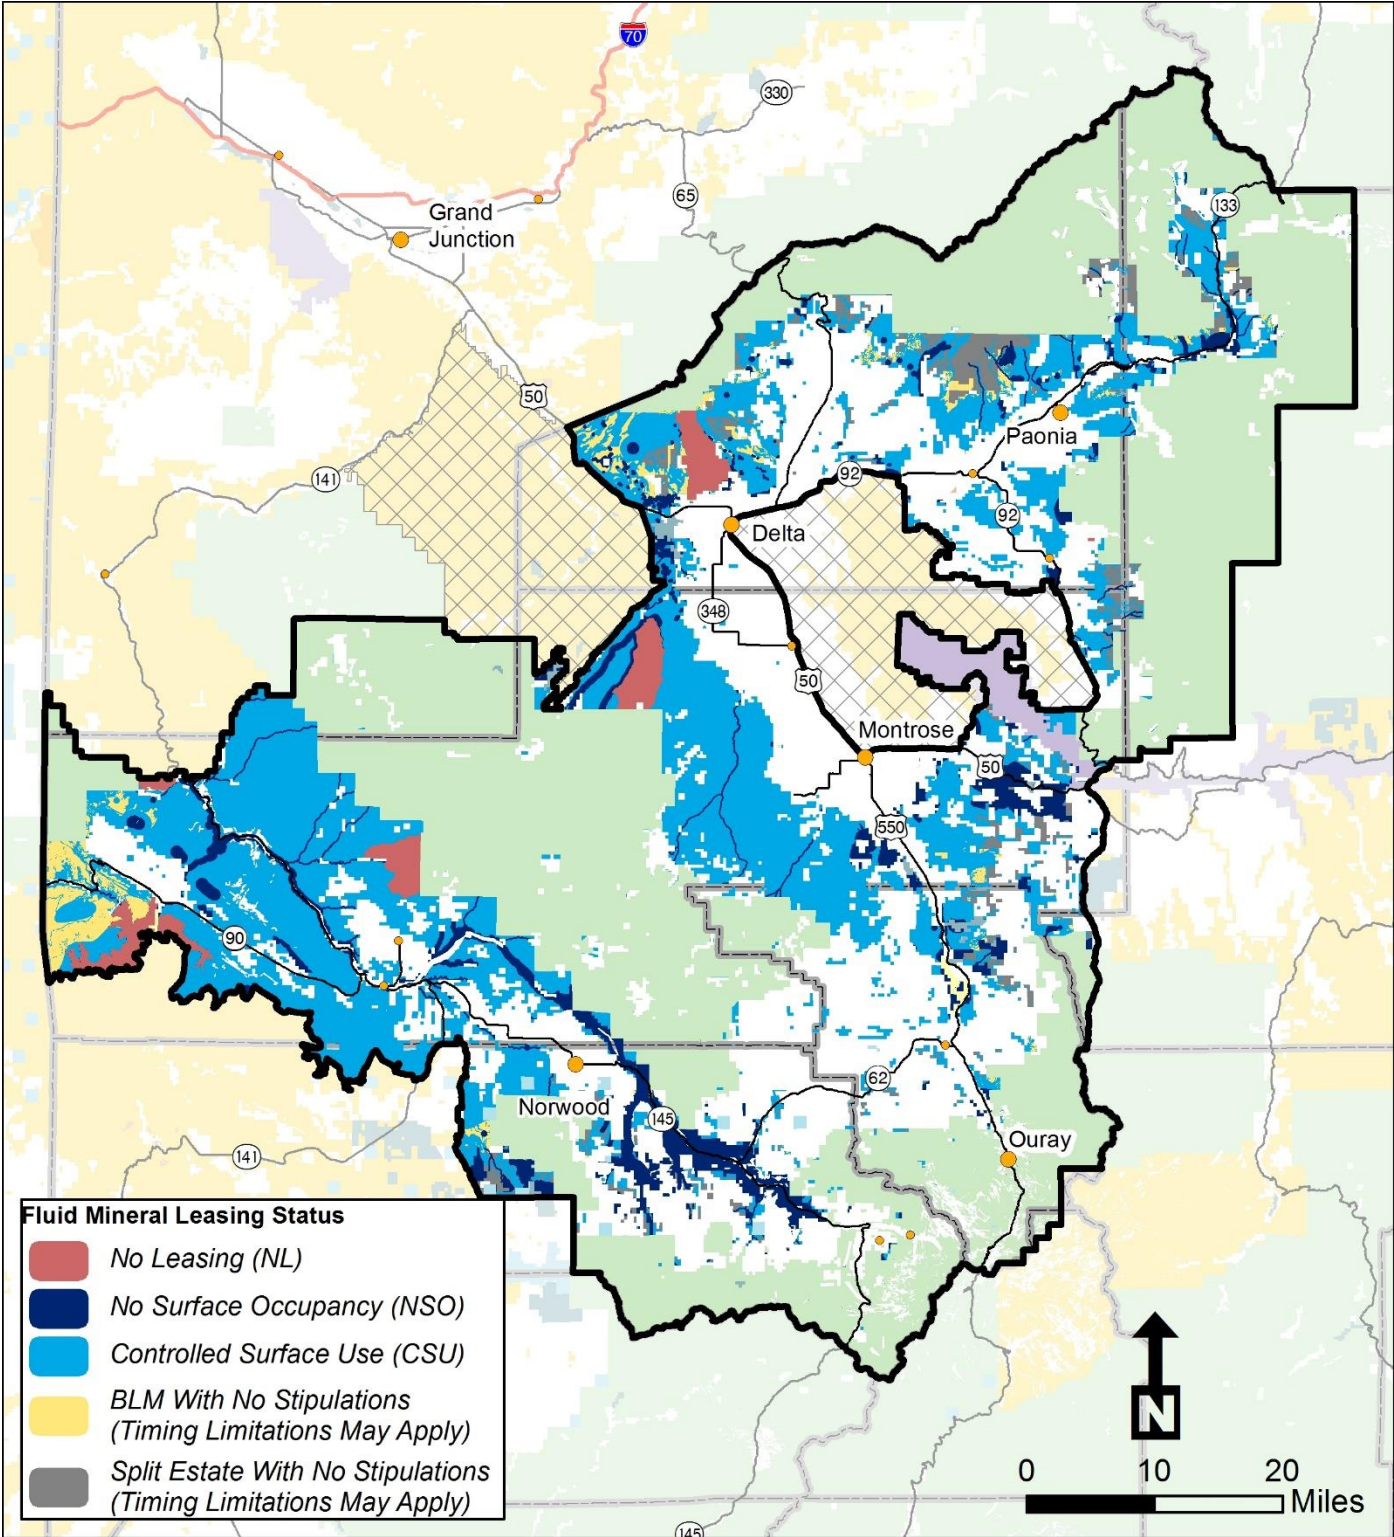 70
330
65
133
Grand
Junction
50
141
Paonia
92
92
Delta
348
50
Montrose
50
550
90
62
Norwood
145
Ouray
141
Fluid Mineral Leasing Status
No Leasing (NL)
No Surface Occupancy (NSO)
Controlled Surface Use (CSU)
BLM With No Stipulations
(Timing Limitations May Apply)
Split Estate With No Stipulations
(Timing Limitations May Apply)
N
0 10 20
Miles
145